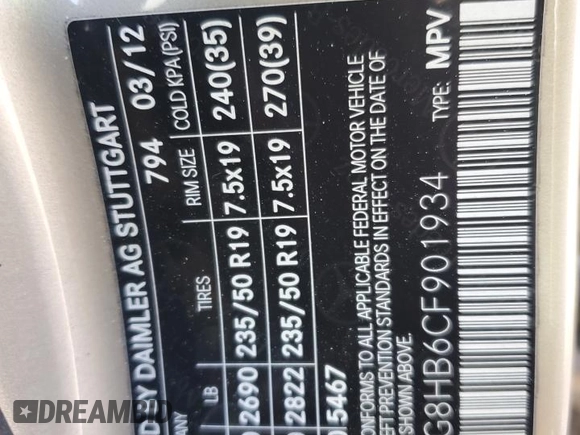 D BY DAIMLER AG STUTTGART
ANY 794 03/12
LB TIRES RIM SIZE COLD KPA(PSI)
2690 235/50 R19 7.5x19 240(35)
2822 235/50 R19 7.5x19 270(39)
5467
ONFORMS TO ALL APPLICABLE FEDERAL MOTOR VEHICLE
EFT PREVENTION STANDARDS IN EFFECT ON THE DATE OF
SHOWN ABOVE.
G8HB6CF901934 TYPE: MPV
DREAMBID